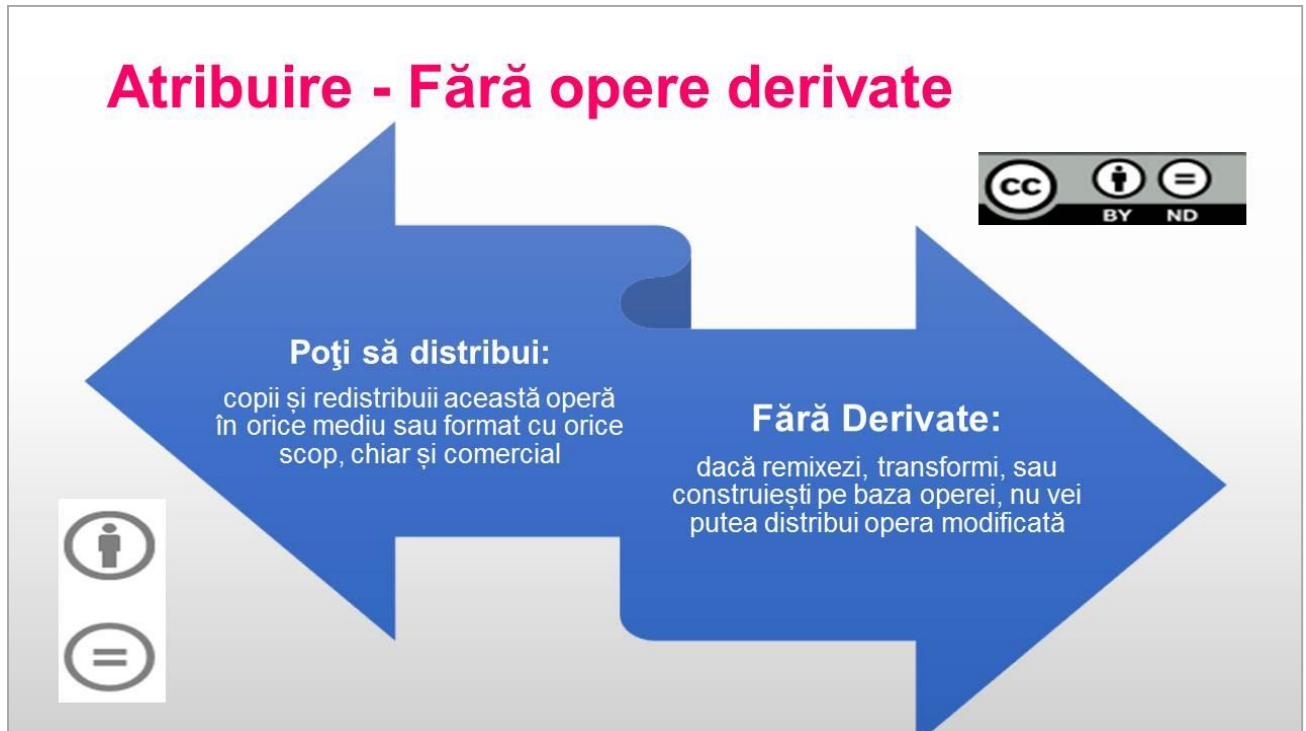 Atribuire - Fără opere derivate
cc
BY ND
Poţi să distribui:
copii și redistribuii această operă
în orice mediu sau format cu orice
scop, chiar și comercial
Fără Derivate:
dacă remixezi, transformi, sau
construiești pe baza operei, nu vei
putea distribui opera modificată